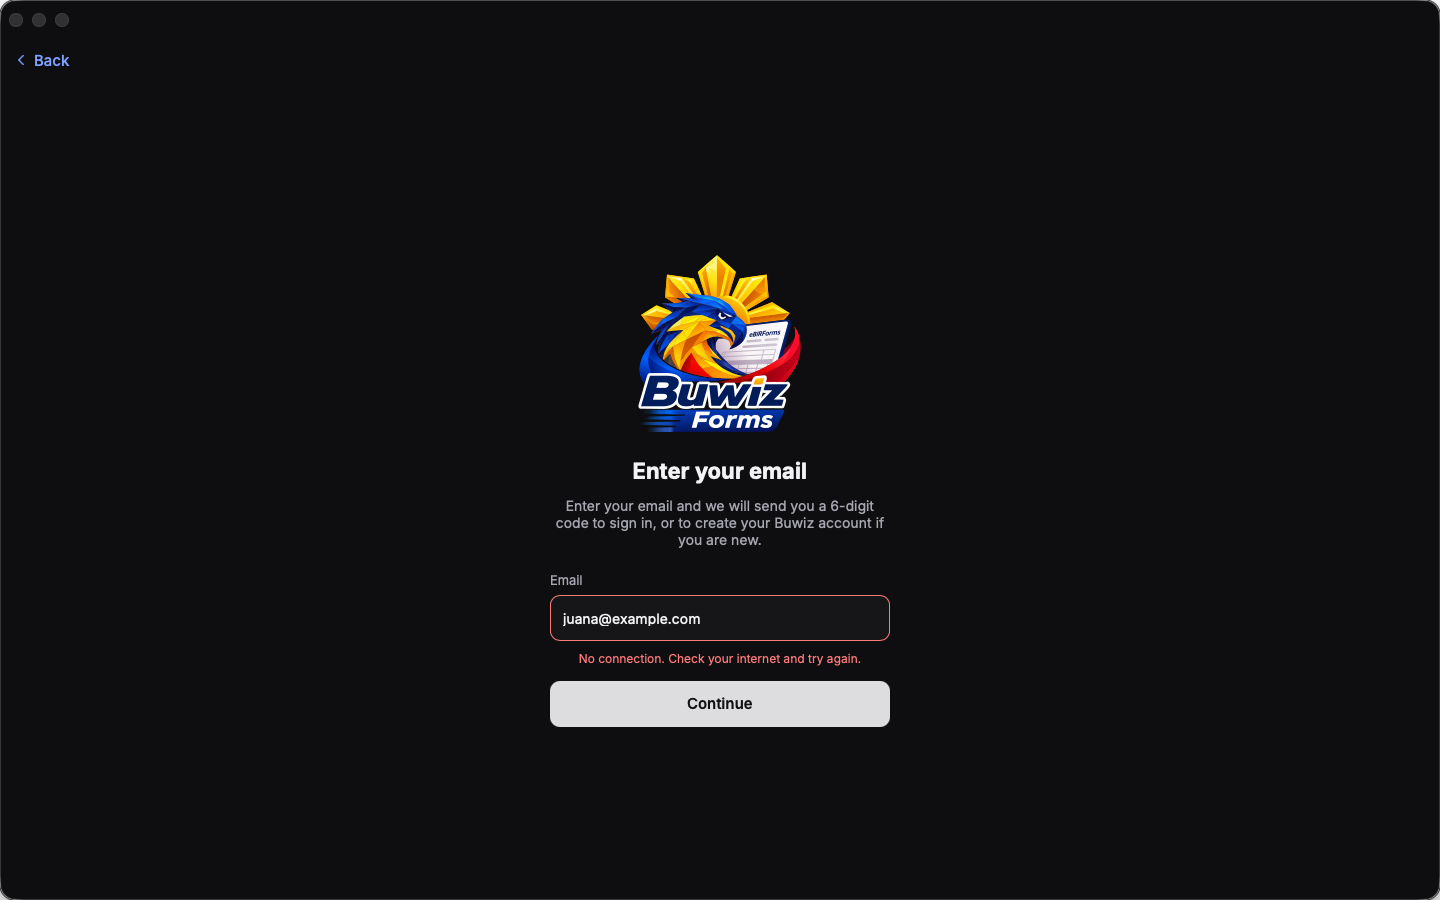 Back
eBIRForms
Buwiz
Forms
Enter your email
Enter your email and we will send you a 6-digit
code to sign in, or to create your Buwiz account if
you are new.
Email
juana@example.com
No connection. Check your internet and try again.
Continue